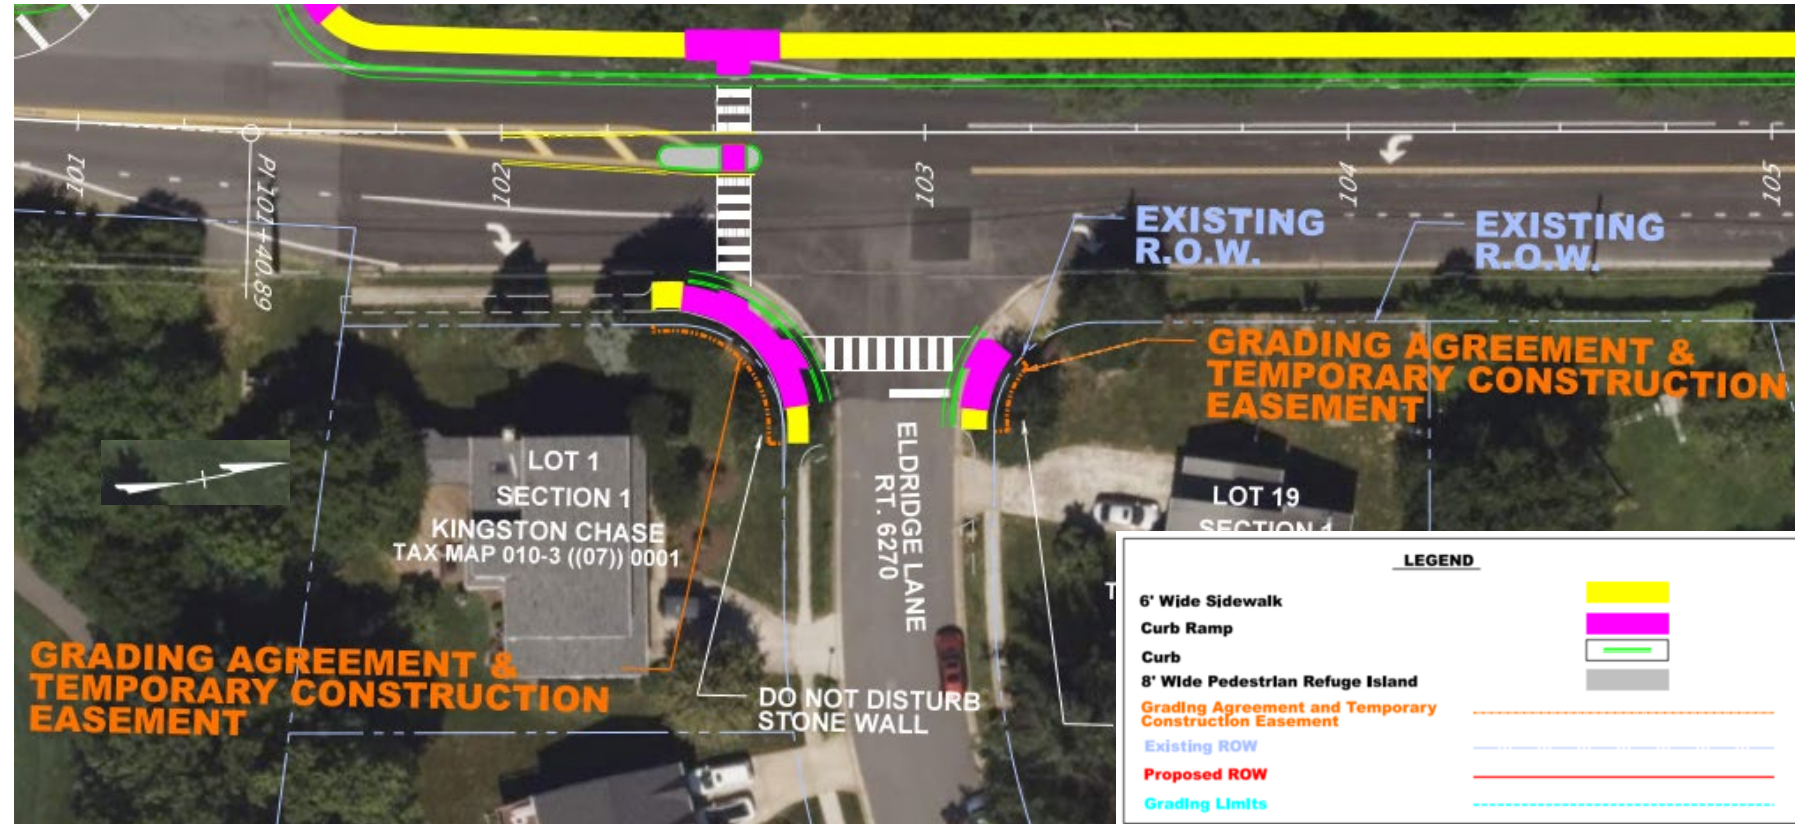 101
PI 101+40.89
102
103
104
105
EXISTING
R.O.W.
EXISTING
R.O.W.
GRADING AGREEMENT &
TEMPORARY CONSTRUCTION
EASEMENT
LOT 1
SECTION 1
KINGSTON CHASE
TAX MAP 010-3 ((07)) 0001
ELDRIDGE LANE
RT. 6270
LOT 19
SECTION 1
GRADING AGREEMENT &
TEMPORARY CONSTRUCTION
EASEMENT
DO NOT DISTURB
STONE WALL
T
LEGEND
6' Wide Sidewalk
Curb Ramp
Curb
8' Wide Pedestrian Refuge Island
Grading Agreement and Temporary
Construction Easement
Existing ROW
Proposed ROW
Grading Limits